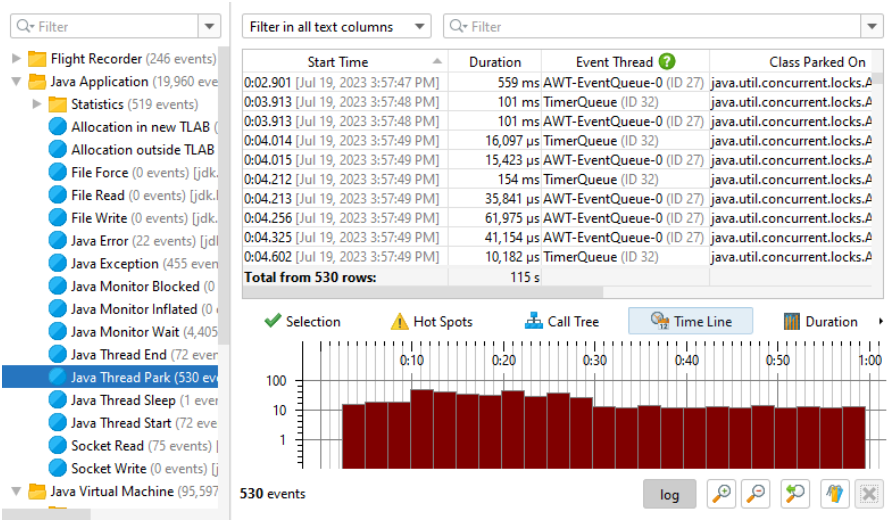 Filter
Flight Recorder (246 events)
Java Application (19,960 eve
Statistics (519 events)
Allocation in new TLAB (
Allocation outside TLAB
File Force (0 events) [jdk.
File Read (0 events) [jdk.
File Write (0 events) [jdk.
Java Error (22 events) [jd
Java Exception (455 even
Java Monitor Blocked (0
Java Monitor Inflated (0
Java Monitor Wait (4,405
Java Thread End (72 ever
Java Thread Park (530 ev
Java Thread Sleep (1 ever
Java Thread Start (72 eve
Socket Read (75 events) [
Socket Write (0 events) [j
Java Virtual Machine (95,597
Filter in all text columns
Filter
Start Time Duration Event Thread ? Class Parked On
0:02.901 [Jul 19, 2023 3:57:47 PM] 559 ms AWT-EventQueue-0 (ID 27) java.util.concurrent.locks.A
0:03.913 [Jul 19, 2023 3:57:48 PM] 101 ms TimerQueue (ID 32) java.util.concurrent.locks.A
0:03.913 [Jul 19, 2023 3:57:48 PM] 101 ms AWT-EventQueue-0 (ID 27) java.util.concurrent.locks.A
0:04.014 [Jul 19, 2023 3:57:49 PM] 16,097 µs TimerQueue (ID 32) java.util.concurrent.locks.A
0:04.015 [Jul 19, 2023 3:57:49 PM] 15,423 µs AWT-EventQueue-0 (ID 27) java.util.concurrent.locks.A
0:04.212 [Jul 19, 2023 3:57:49 PM] 154 ms TimerQueue (ID 32) java.util.concurrent.locks.A
0:04.213 [Jul 19, 2023 3:57:49 PM] 35,841 µs AWT-EventQueue-0 (ID 27) java.util.concurrent.locks.A
0:04.256 [Jul 19, 2023 3:57:49 PM] 61,975 µs AWT-EventQueue-0 (ID 27) java.util.concurrent.locks.A
0:04.325 [Jul 19, 2023 3:57:49 PM] 41,154 µs AWT-EventQueue-0 (ID 27) java.util.concurrent.locks.A
0:04.602 [Jul 19, 2023 3:57:49 PM] 10,182 µs TimerQueue (ID 32) java.util.concurrent.locks.A
Total from 530 rows: 115 s
Selection Hot Spots Call Tree Time Line Duration
0:10 0:20 0:30 0:40 0:50 1:00
100
10
1
530 events log